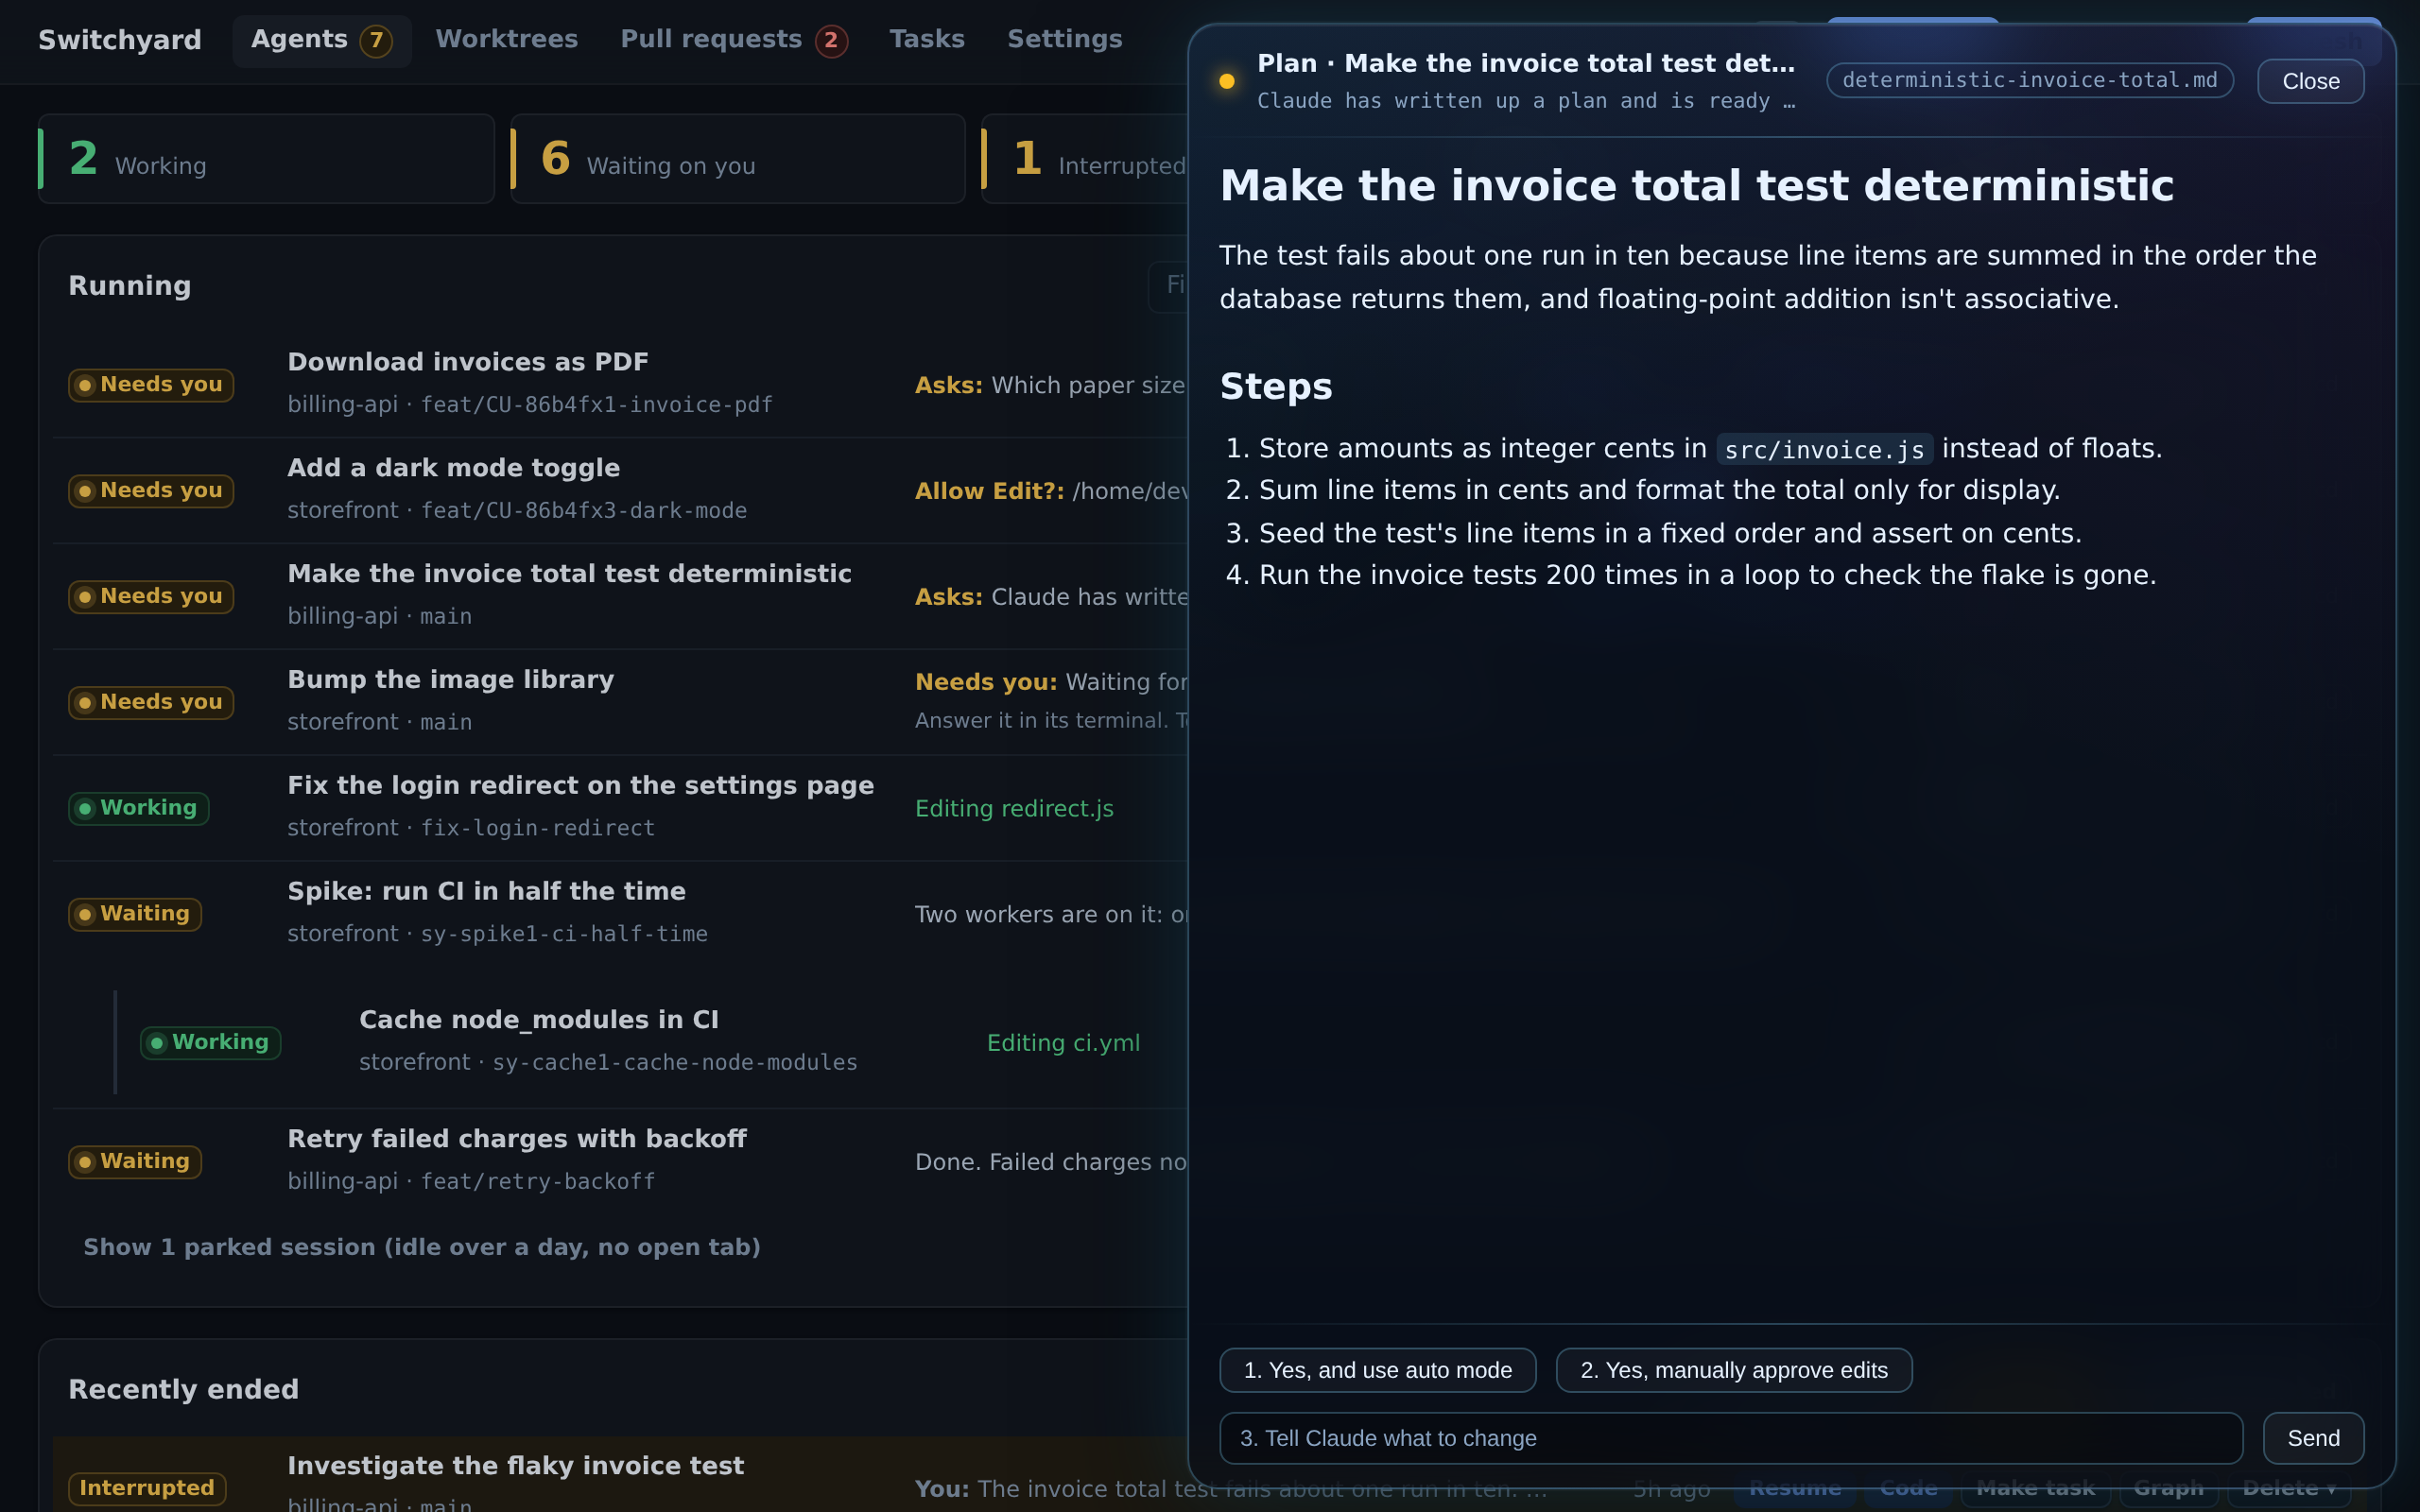 Switchyard
Agents 7
Worktrees
Pull requests 2
Tasks
Settings
2 Working
6 Waiting on you
1 Interrupted
Running
Needs you
Download invoices as PDF
billing-api · feat/CU-86b4fx1-invoice-pdf
Asks: Which paper size
Needs you
Add a dark mode toggle
storefront · feat/CU-86b4fx3-dark-mode
Allow Edit?: /home/dev
Needs you
Make the invoice total test deterministic
billing-api · main
Asks: Claude has writte
Needs you
Bump the image library
storefront · main
Needs you: Waiting for
Answer it in its terminal.
Working
Fix the login redirect on the settings page
storefront · fix-login-redirect
Editing redirect.js
Waiting
Spike: run CI in half the time
storefront · sy-spike1-ci-half-time
Two workers are on it:
Working
Cache node_modules in CI
storefront · sy-cache1-cache-node-modules
Editing ci.yml
Waiting
Retry failed charges with backoff
billing-api · feat/retry-backoff
Done. Failed charges no
Show 1 parked session (idle over a day, no open tab)
Recently ended
Interrupted
Investigate the flaky invoice test
billing-api · main
You: The invoice total test fails about one run in ten. …
5h ago
Resume
Code
Make task
Graph
Delete ▾
Plan · Make the invoice total test det…
Claude has written up a plan and is ready …
deterministic-invoice-total.md
Close
Make the invoice total test deterministic
The test fails about one run in ten because line items are summed in the order the
database returns them, and floating-point addition isn't associative.
Steps
1. Store amounts as integer cents in src/invoice.js instead of floats.
2. Sum line items in cents and format the total only for display.
3. Seed the test's line items in a fixed order and assert on cents.
4. Run the invoice tests 200 times in a loop to check the flake is gone.
1. Yes, and use auto mode
2. Yes, manually approve edits
3. Tell Claude what to change
Send